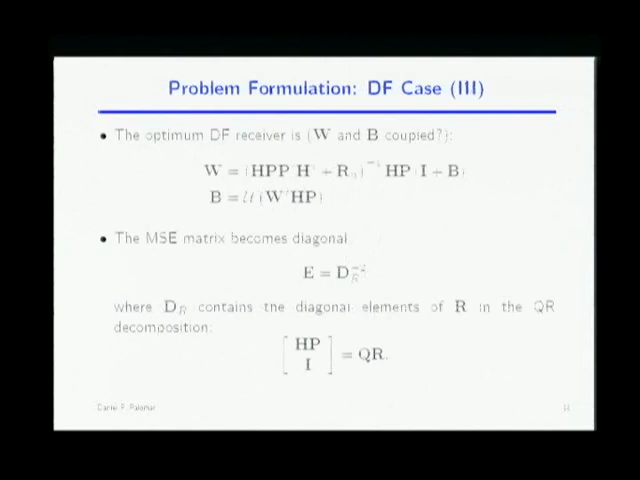 Problem Formulation: DF Case (III)
• The optimum DF receiver is (W and B coupled?):
W = (HPP H + R_n)^{-1} HP (I + B)
B = U (W HP)
• The MSE matrix becomes diagonal
E = D_R^{-2}
where D_R contains the diagonal elements of R in the QR
decomposition:
[HP
I] = QR.
Daniel P. Palomar